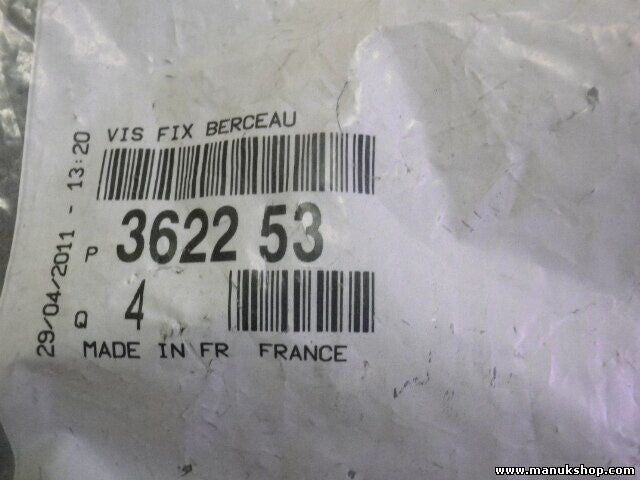 VIS FIX BERCEAU
29/04/2011 - 13:20
P 3622 53
Q 4
MADE IN FR FRANCE
www.manukshop.com